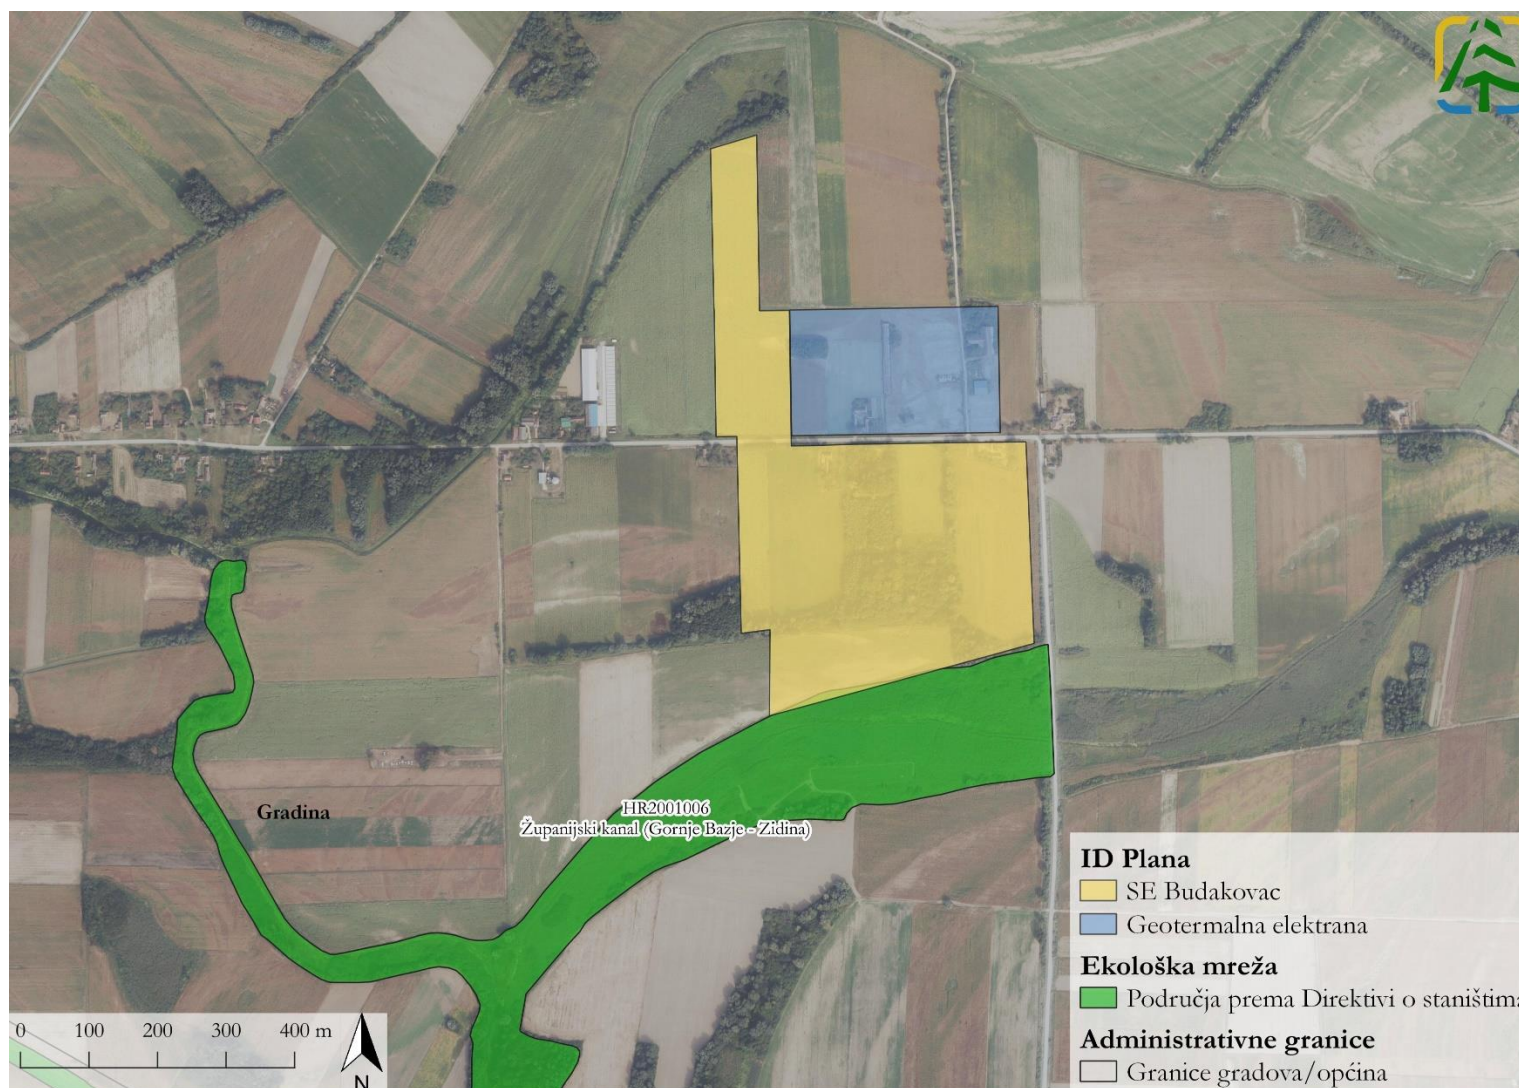 Gradina
HR2001006
Županijski kanal (Gornje Bazje - Zidina)
ID Plana
SE Budakovac
Geotermalna elektrana
Ekološka mreža
Područja prema Direktivi o staništima
Administrativne granice
Granice gradova/općina
0 100 200 300 400 m
N